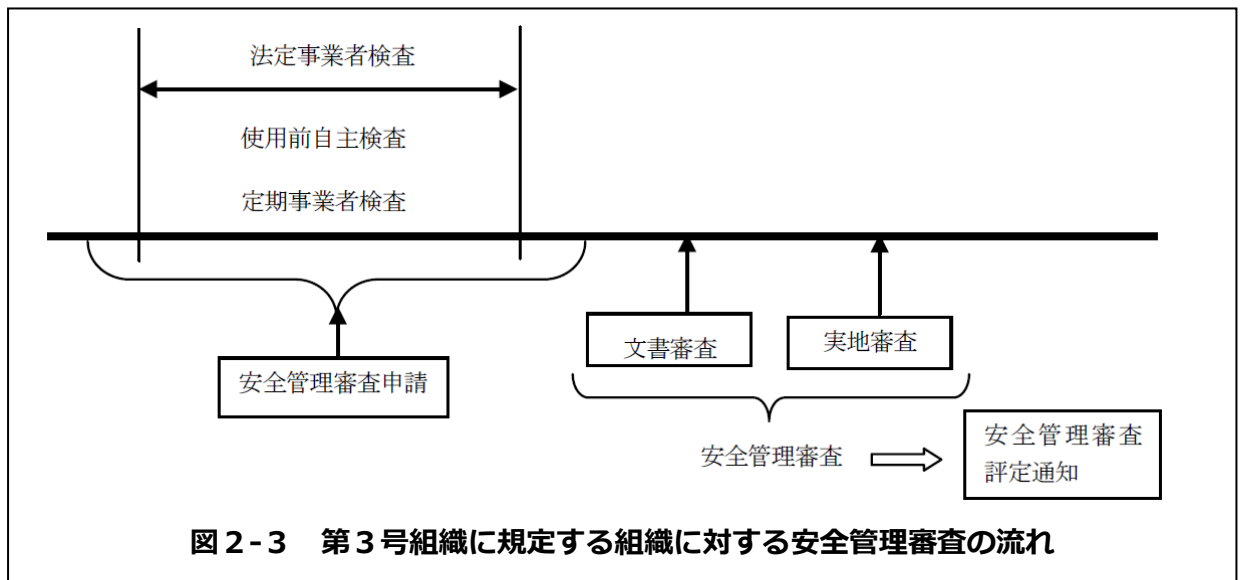 法定事業者検査
使用前自主検査
定期事業者検査
安全管理審査申請
文書審査
実地審査
安全管理審査
安全管理審査
評定通知
図２-３　第３号組織に規定する組織に対する安全管理審査の流れ